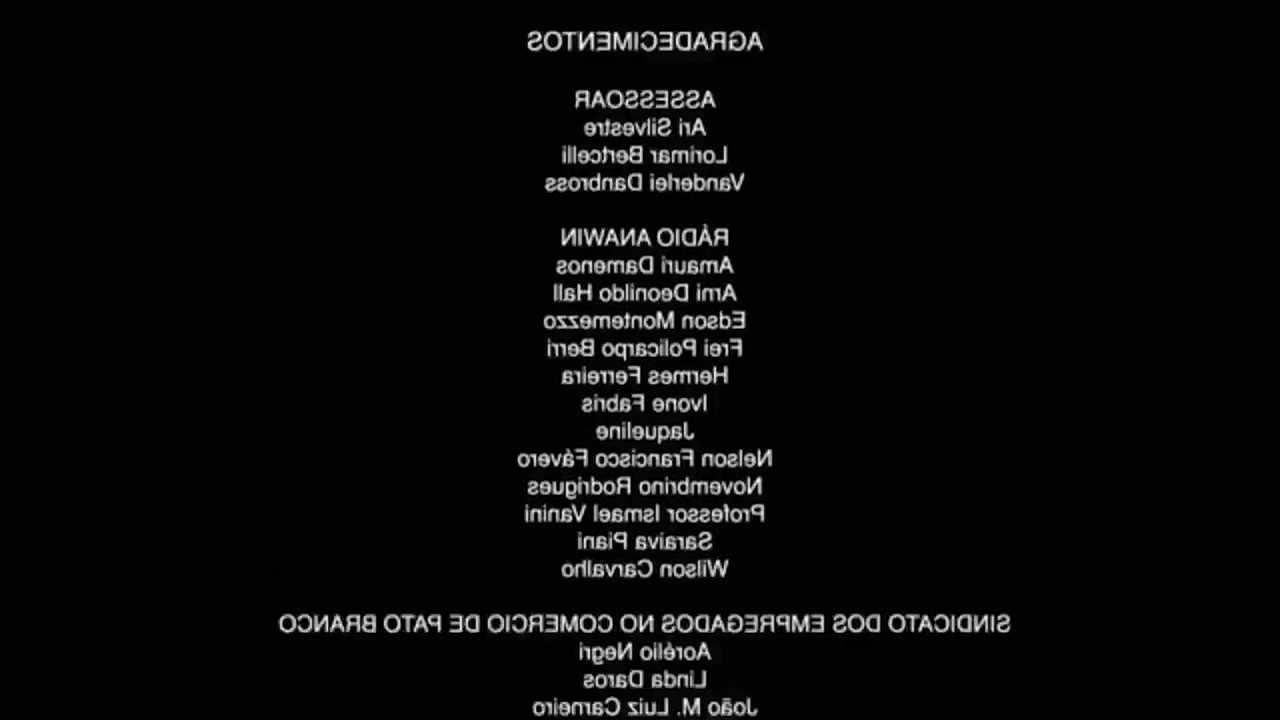 AGRADECIMENTOS
ASSESSOAR
Ari Silvestre
Lorimar Bertcelli
Vanderlei Danbross
RÁDIO ANAWIN
Amauri Damenos
Arni Deonildo Hall
Edson Montemezzo
Frei Policarpo Berri
Hermes Ferreira
Ivone Fabris
Jaqueline
Nelson Francisco Fávero
Novembrino Rodrigues
Professor Ismael Vanini
Saraiva Piani
Wilson Carvalho
SINDICATO DOS EMPREGADOS NO COMERCIO DE PATO BRANCO
Aorélio Negri
Linda Daros
João M. Luiz Carneiro